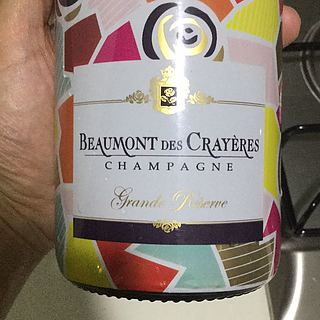 BEAUMONT DES CRAYÈRES
CHAMPAGNE
Grande Réserve